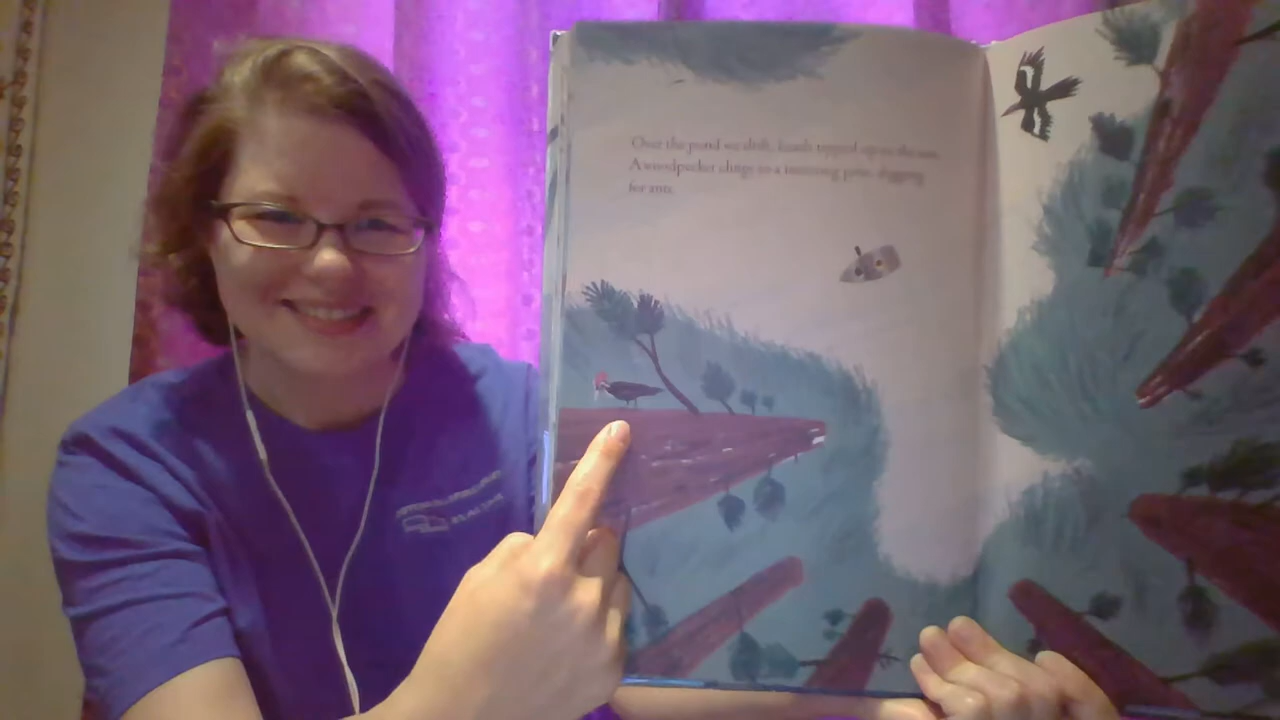 Over the pond we drift, heads tipped up to the sun.
A woodpecker clings to a towering pine, digging
for ants.